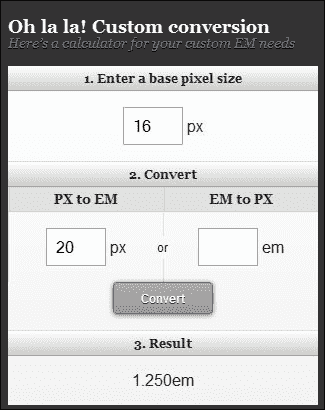 Oh la la! Custom conversion
Here's a calculator for your custom EM needs
1. Enter a base pixel size
16 px
2. Convert
PX to EM EM to PX
20 px or em
Convert
3. Result
1.250em